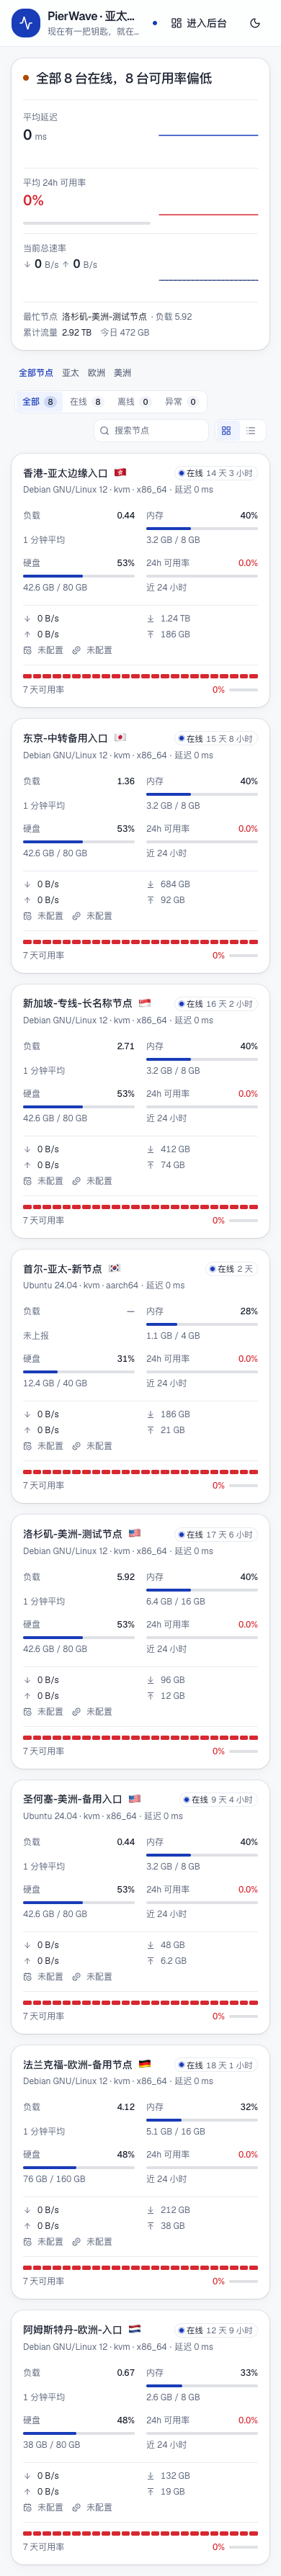 PierWave · 亚太...
现在有一把钥匙，就在...
进入后台
全部 8 台在线，8 台可用率偏低
平均延迟
0 ms
平均 24h 可用率
0%
当前总速率
↓ 0 B/s ↑ 0 B/s
最忙节点 洛杉矶-美洲-测试节点 · 负载 5.92
累计流量 2.92 TB 今日 472 GB
全部节点 亚太 欧洲 美洲
全部 8 在线 8 离线 0 异常 0
搜索节点
香港-亚太边缘入口 在线 14 天 3 小时
Debian GNU/Linux 12 · kvm · x86_64 · 延迟 0 ms
负载 0.44 内存 40%
1 分钟平均 3.2 GB / 8 GB
硬盘 53% 24h 可用率 0.0%
42.6 GB / 80 GB 近 24 小时
↓ 0 B/s 1.24 TB
↑ 0 B/s 186 GB
未配置 未配置
7 天可用率 0%
东京-中转备用入口 在线 15 天 8 小时
Debian GNU/Linux 12 · kvm · x86_64 · 延迟 0 ms
负载 1.36 内存 40%
1 分钟平均 3.2 GB / 8 GB
硬盘 53% 24h 可用率 0.0%
42.6 GB / 80 GB 近 24 小时
↓ 0 B/s 684 GB
↑ 0 B/s 92 GB
未配置 未配置
7 天可用率 0%
新加坡-专线-长名称节点 在线 16 天 2 小时
Debian GNU/Linux 12 · kvm · x86_64 · 延迟 0 ms
负载 2.71 内存 40%
1 分钟平均 3.2 GB / 8 GB
硬盘 53% 24h 可用率 0.0%
42.6 GB / 80 GB 近 24 小时
↓ 0 B/s 412 GB
↑ 0 B/s 74 GB
未配置 未配置
7 天可用率 0%
首尔-亚太-新节点 在线 2 天
Ubuntu 24.04 · kvm · aarch64 · 延迟 0 ms
负载 — 内存 28%
未上报 1.1 GB / 4 GB
硬盘 31% 24h 可用率 0.0%
12.4 GB / 40 GB 近 24 小时
↓ 0 B/s 186 GB
↑ 0 B/s 21 GB
未配置 未配置
7 天可用率 0%
洛杉矶-美洲-测试节点 在线 17 天 6 小时
Debian GNU/Linux 12 · kvm · x86_64 · 延迟 0 ms
负载 5.92 内存 40%
1 分钟平均 6.4 GB / 16 GB
硬盘 53% 24h 可用率 0.0%
42.6 GB / 80 GB 近 24 小时
↓ 0 B/s 96 GB
↑ 0 B/s 12 GB
未配置 未配置
7 天可用率 0%
圣何塞-美洲-备用入口 在线 9 天 4 小时
Ubuntu 24.04 · kvm · x86_64 · 延迟 0 ms
负载 0.44 内存 40%
1 分钟平均 3.2 GB / 8 GB
硬盘 53% 24h 可用率 0.0%
42.6 GB / 80 GB 近 24 小时
↓ 0 B/s 48 GB
↑ 0 B/s 6.2 GB
未配置 未配置
7 天可用率 0%
法兰克福-欧洲-备用节点 在线 18 天 1 小时
Debian GNU/Linux 12 · kvm · x86_64 · 延迟 0 ms
负载 4.12 内存 32%
1 分钟平均 5.1 GB / 16 GB
硬盘 48% 24h 可用率 0.0%
76 GB / 160 GB 近 24 小时
↓ 0 B/s 212 GB
↑ 0 B/s 38 GB
未配置 未配置
7 天可用率 0%
阿姆斯特丹-欧洲-入口 在线 12 天 9 小时
Debian GNU/Linux 12 · kvm · x86_64 · 延迟 0 ms
负载 0.67 内存 33%
1 分钟平均 2.6 GB / 8 GB
硬盘 48% 24h 可用率 0.0%
38 GB / 80 GB 近 24 小时
↓ 0 B/s 132 GB
↑ 0 B/s 19 GB
未配置 未配置
7 天可用率 0%